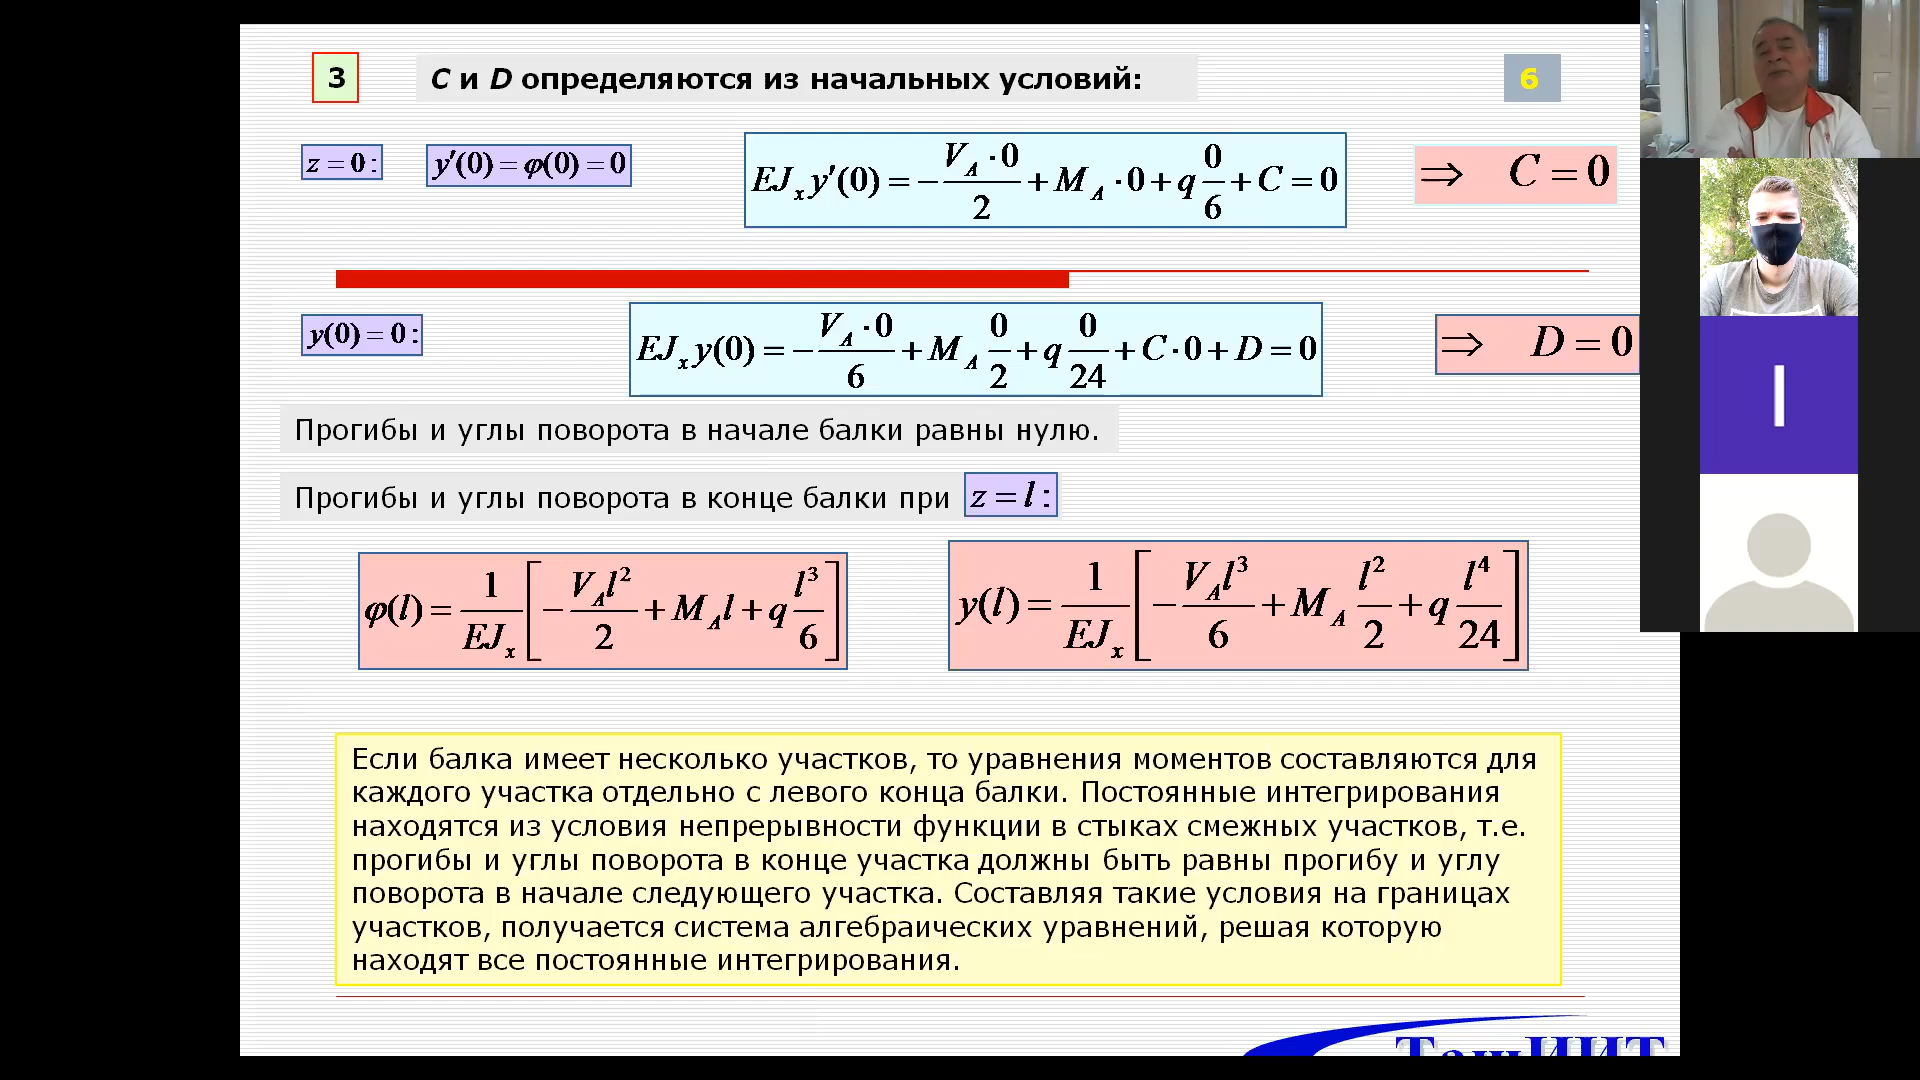 3
C и D определяются из начальных условий:
6
z = 0 :
y′(0) = φ(0) = 0
EJₓ y′(0) = − V_A · 0 / 2 + M_A · 0 + q 0 / 6 + C = 0
⇒ C = 0
y(0) = 0 :
EJₓ y(0) = − V_A · 0 / 6 + M_A 0 / 2 + q 0 / 24 + C · 0 + D = 0
⇒ D = 0
Прогибы и углы поворота в начале балки равны нулю.
Прогибы и углы поворота в конце балки при z = l :
φ(l) = 1 / EJₓ [ − V_A l² / 2 + M_A l + q l³ / 6 ]
y(l) = 1 / EJₓ [ − V_A l³ / 6 + M_A l² / 2 + q l⁴ / 24 ]
Если балка имеет несколько участков, то уравнения моментов составляются для
каждого участка отдельно с левого конца балки. Постоянные интегрирования
находятся из условия непрерывности функции в стыках смежных участков, т.е.
прогибы и углы поворота в конце участка должны быть равны прогибу и углу
поворота в начале следующего участка. Составляя такие условия на границах
участков, получается система алгебраических уравнений, решая которую
находят все постоянные интегрирования.
ТашИИТ